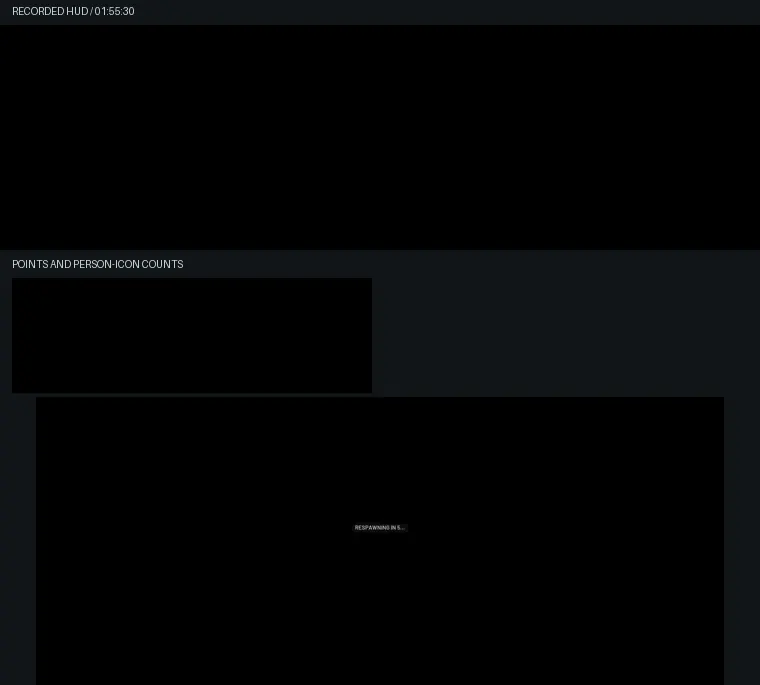 RECORDED HUD / 01:55:30
POINTS AND PERSON-ICON COUNTS
RESPAWNING IN 5...